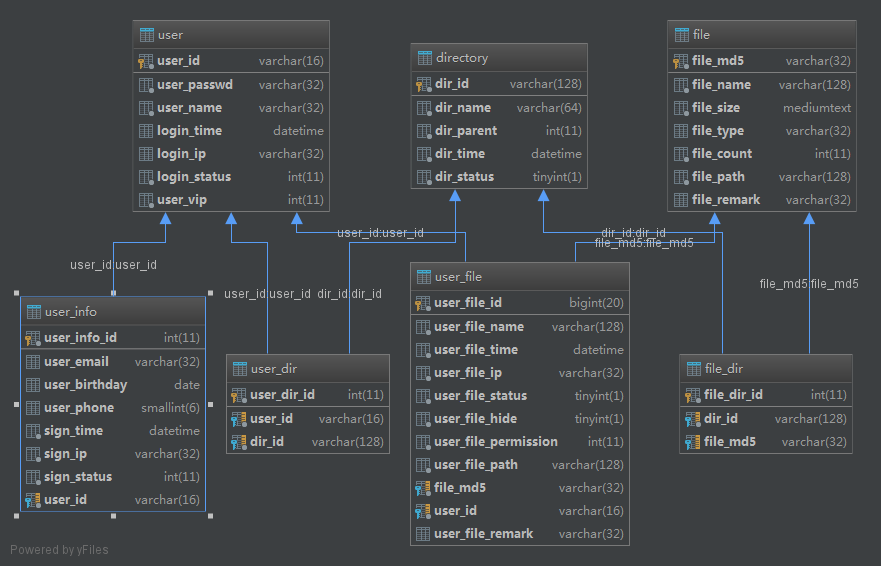 user
user_id varchar(16)
user_passwd varchar(32)
user_name varchar(32)
login_time datetime
login_ip varchar(32)
login_status int(11)
user_vip int(11)
directory
dir_id varchar(128)
dir_name varchar(64)
dir_parent int(11)
dir_time datetime
dir_status tinyint(1)
file
file_md5 varchar(32)
file_name varchar(128)
file_size mediumtext
file_type varchar(32)
file_count int(11)
file_path varchar(128)
file_remark varchar(32)
user_id:user_id
dir_id:dir_id
file_md5:file_md5
user_id:user_id
user_id:user_id
dir_id:dir_id
file_md5:file_md5
user_info
user_info_id int(11)
user_email varchar(32)
user_birthday date
user_phone smallint(6)
sign_time datetime
sign_ip varchar(32)
sign_status int(11)
user_id varchar(16)
user_dir
user_dir_id int(11)
user_id varchar(16)
dir_id varchar(128)
user_file
user_file_id bigint(20)
user_file_name varchar(128)
user_file_time datetime
user_file_ip varchar(32)
user_file_status tinyint(1)
user_file_hide tinyint(1)
user_file_permission int(11)
user_file_path varchar(128)
file_md5 varchar(32)
user_id varchar(16)
user_file_remark varchar(32)
file_dir
file_dir_id int(11)
dir_id varchar(128)
file_md5 varchar(32)
Powered by yFiles